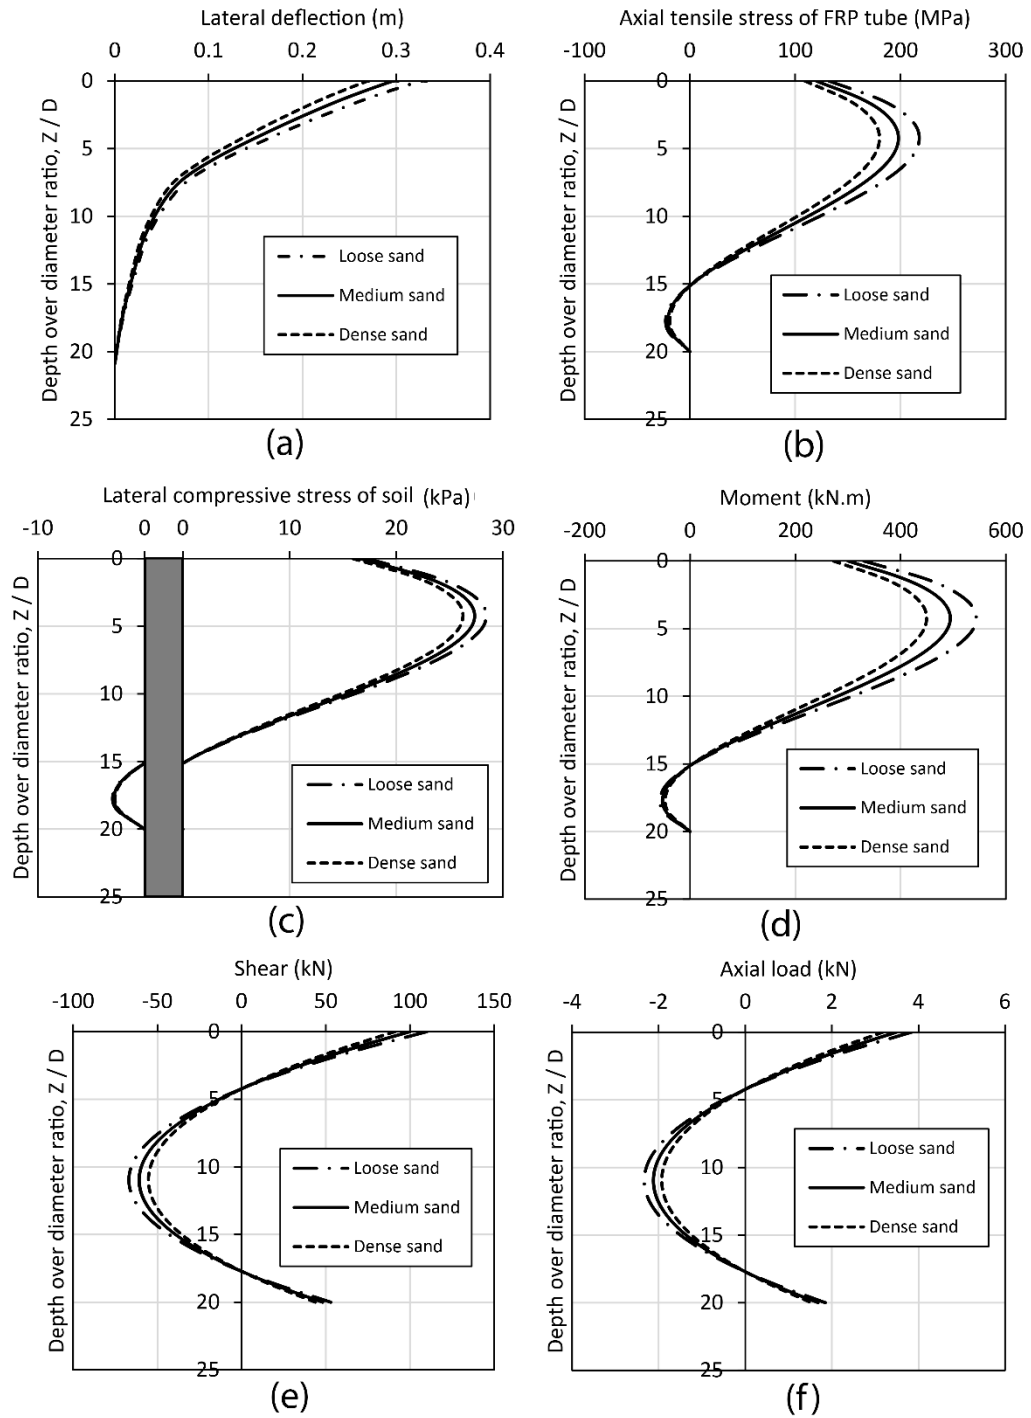 Lateral deflection (m)
0 0.1 0.2 0.3 0.4
0
5
10
15
20
25
Depth over diameter ratio, Z / D
Loose sand
Medium sand
Dense sand
(a)
Axial tensile stress of FRP tube (MPa)
-100 0 100 200 300
0
5
10
15
20
25
Depth over diameter ratio, Z / D
Loose sand
Medium sand
Dense sand
(b)
Lateral compressive stress of soil (kPa)
-10 0 0 10 20 30
0
5
10
15
20
25
Depth over diameter ratio, Z / D
Loose sand
Medium sand
Dense sand
(c)
Moment (kN.m)
-200 0 200 400 600
0
5
10
15
20
25
Depth over diameter ratio, Z / D
Loose sand
Medium sand
Dense sand
(d)
Shear (kN)
-100 -50 0 50 100 150
0
5
10
15
20
25
Depth over diameter ratio, Z / D
Loose sand
Medium sand
Dense sand
(e)
Axial load (kN)
-4 -2 0 2 4 6
0
5
10
15
20
25
Depth over diameter ratio, Z / D
Loose sand
Medium sand
Dense sand
(f)